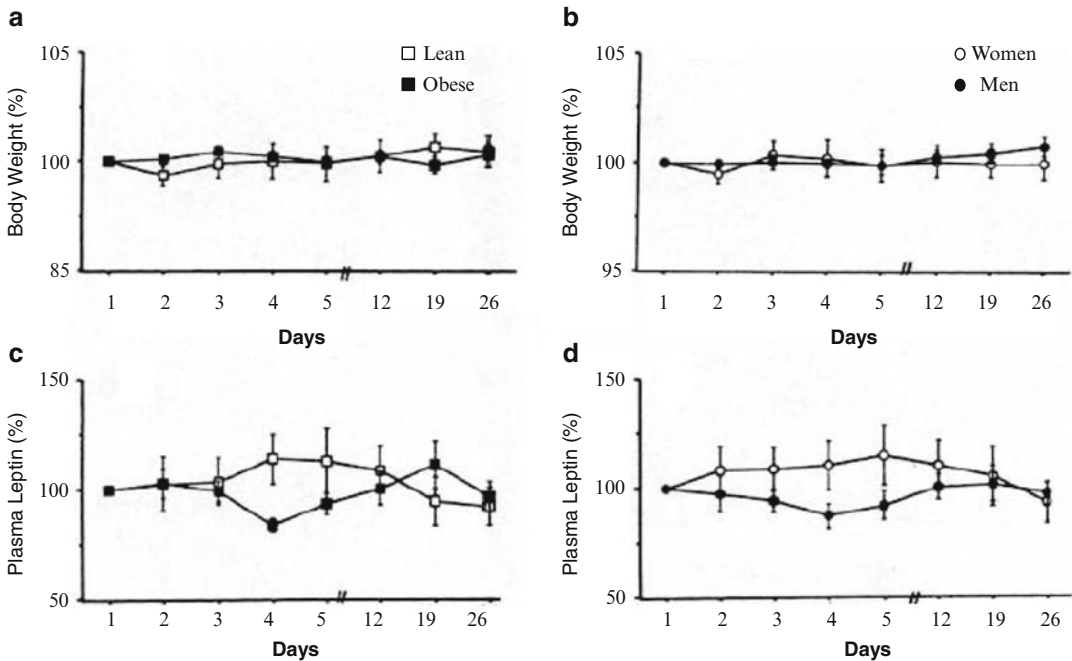 a
105
Lean
Obese
100
85
Body Weight (%)
1 2 3 4 5 12 19 26
Days
b
105
Women
Men
100
95
Body Weight (%)
1 2 3 4 5 12 19 26
Days
c
150
100
50
Plasma Leptin (%)
1 2 3 4 5 12 19 26
Days
d
150
100
50
Plasma Leptin (%)
1 2 3 4 5 12 19 26
Days